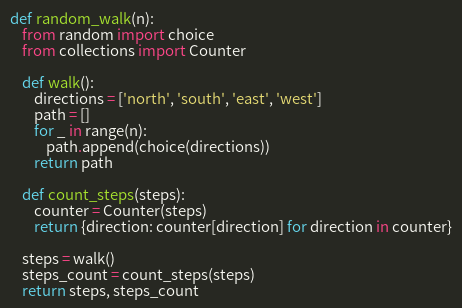 def random_walk(n):
    from random import choice
    from collections import Counter

    def walk():
        directions = ['north', 'south', 'east', 'west']
        path = []
        for _ in range(n):
            path.append(choice(directions))
        return path

    def count_steps(steps):
        counter = Counter(steps)
        return {direction: counter[direction] for direction in counter}

    steps = walk()
    steps_count = count_steps(steps)
    return steps, steps_count